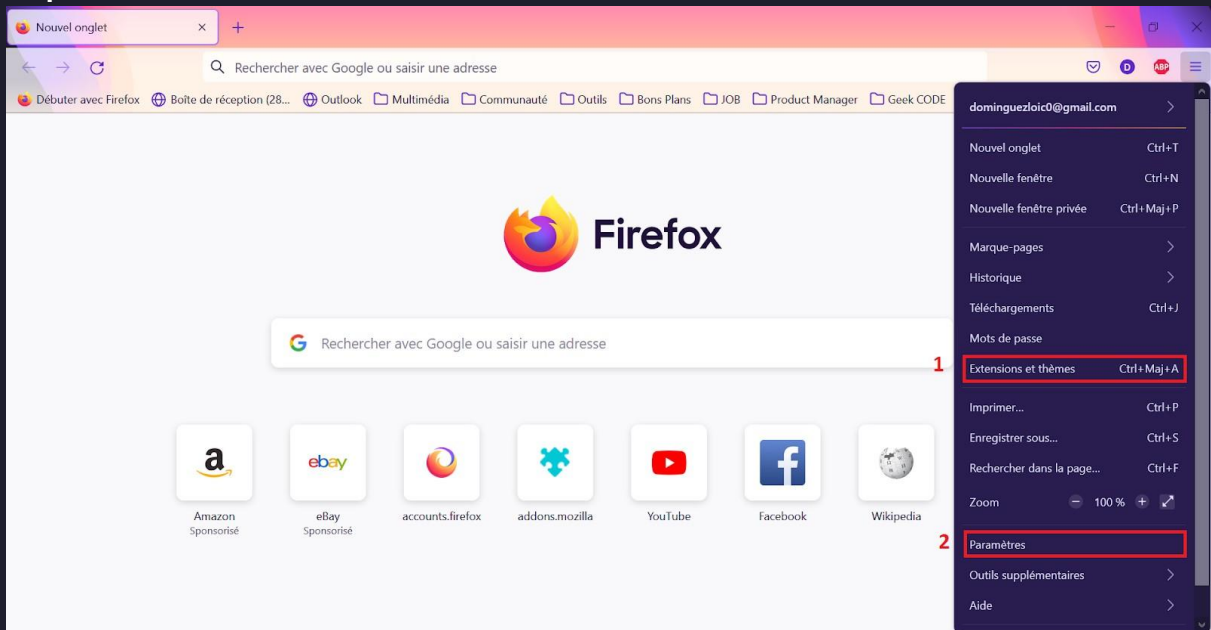 Nouvel onglet
Rechercher avec Google ou saisir une adresse
D
ABP
Débuter avec Firefox
Boîte de réception (28...
Outlook
Multimédia
Communauté
Outils
Bons Plans
JOB
Product Manager
Geek CODE
Firefox
Rechercher avec Google ou saisir une adresse
a
ebay
f
Amazon
Sponsorisé
eBay
Sponsorisé
accounts.firefox
addons.mozilla
YouTube
Facebook
Wikipedia
dominguezloic0@gmail.com
Nouvel onglet Ctrl+T
Nouvelle fenêtre Ctrl+N
Nouvelle fenêtre privée Ctrl+Maj+P
Marque-pages
Historique
Téléchargements Ctrl+J
Mots de passe
1 Extensions et thèmes Ctrl+Maj+A
Imprimer... Ctrl+P
Enregistrer sous... Ctrl+S
Rechercher dans la page... Ctrl+F
Zoom 100 %
2 Paramètres
Outils supplémentaires
Aide